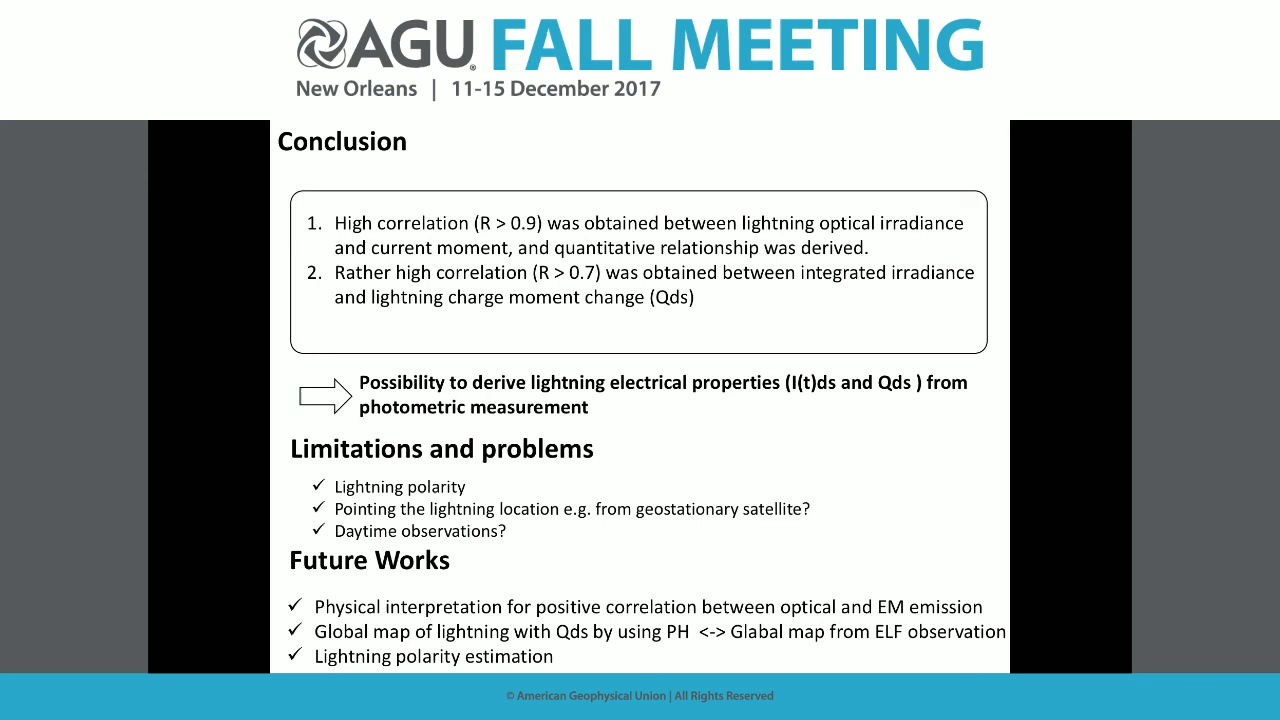 AGU FALL MEETING
New Orleans | 11-15 December 2017
Conclusion
1. High correlation (R > 0.9) was obtained between lightning optical irradiance
and current moment, and quantitative relationship was derived.
2. Rather high correlation (R > 0.7) was obtained between integrated irradiance
and lightning charge moment change (Qds)
Possibility to derive lightning electrical properties (I(t)ds and Qds ) from
photometric measurement
Limitations and problems
✓ Lightning polarity
✓ Pointing the lightning location e.g. from geostationary satellite?
✓ Daytime observations?
Future Works
✓ Physical interpretation for positive correlation between optical and EM emission
✓ Global map of lightning with Qds by using PH <-> Glabal map from ELF observation
✓ Lightning polarity estimation
© American Geophysical Union | All Rights Reserved